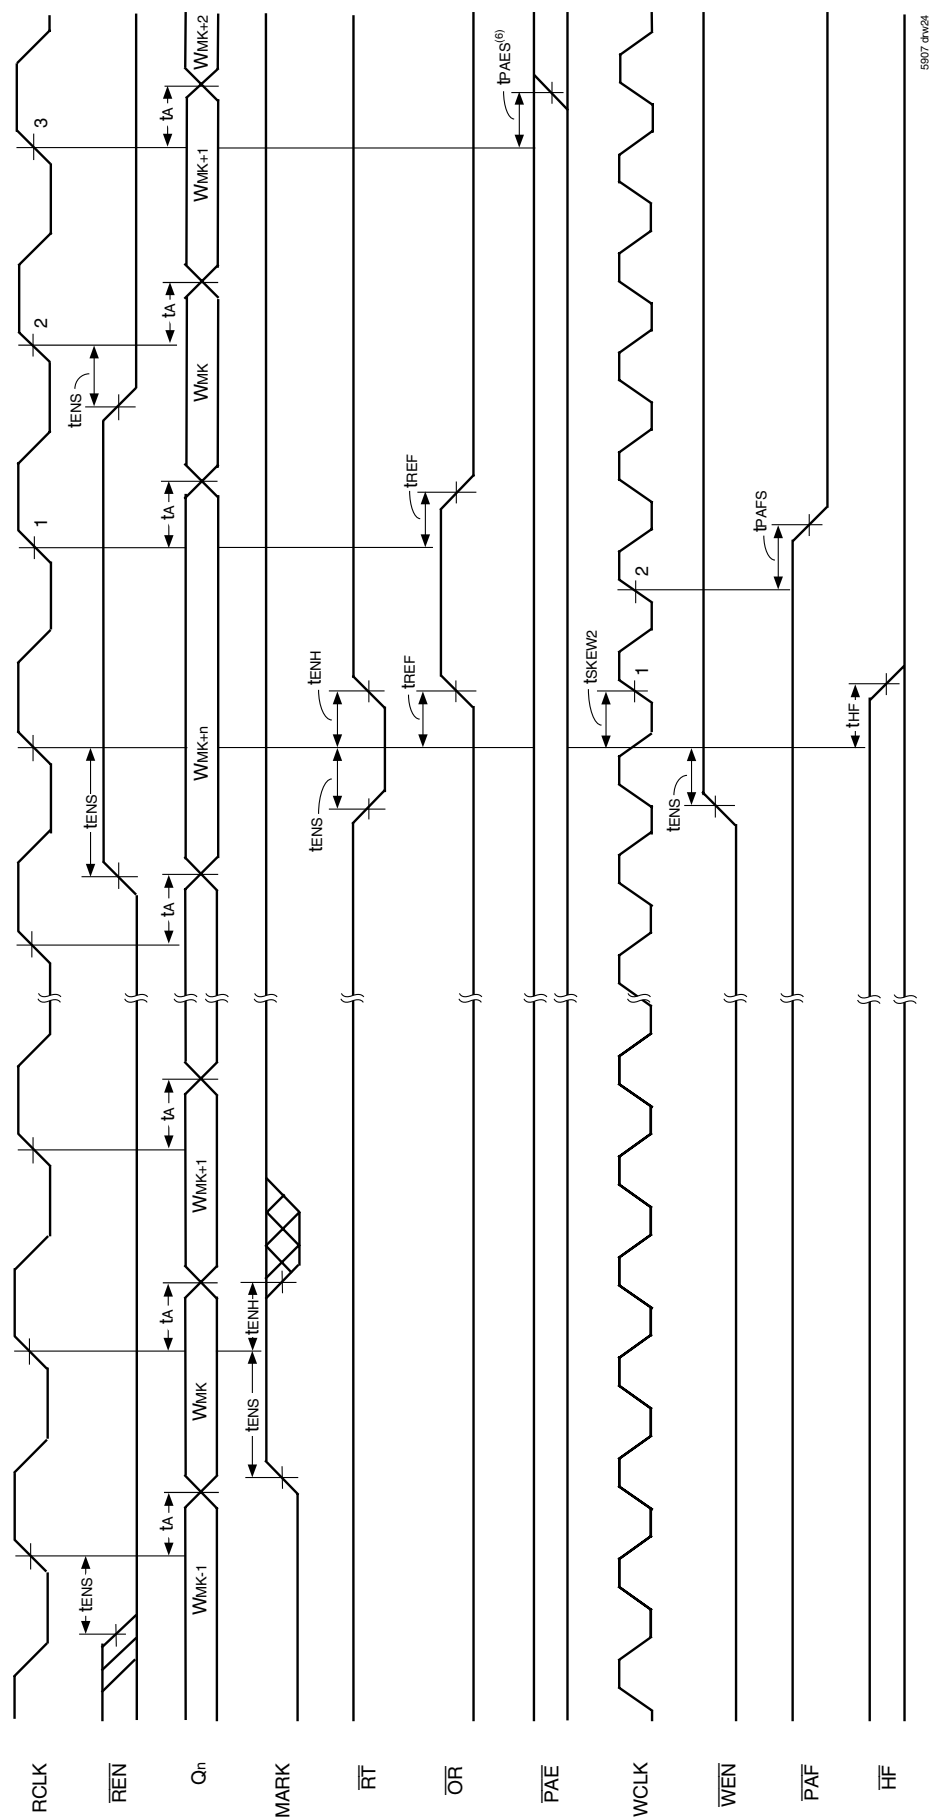 RCLK
1
2
3
REN
tENS
tENS
tENS
Qn
WMK-1
tA
WMK
tA
WMK+1
tA
tA
WMK+n
tA
WMK
tA
WMK+1
tA
WMK+2
MARK
tENS
tENH
RT
tENS
tENH
OR
tREF
tREF
PAE
tPAES(6)
WCLK
tSKEW2
1
2
WEN
tENS
PAF
tPAFS
HF
tHF
5907 drw24